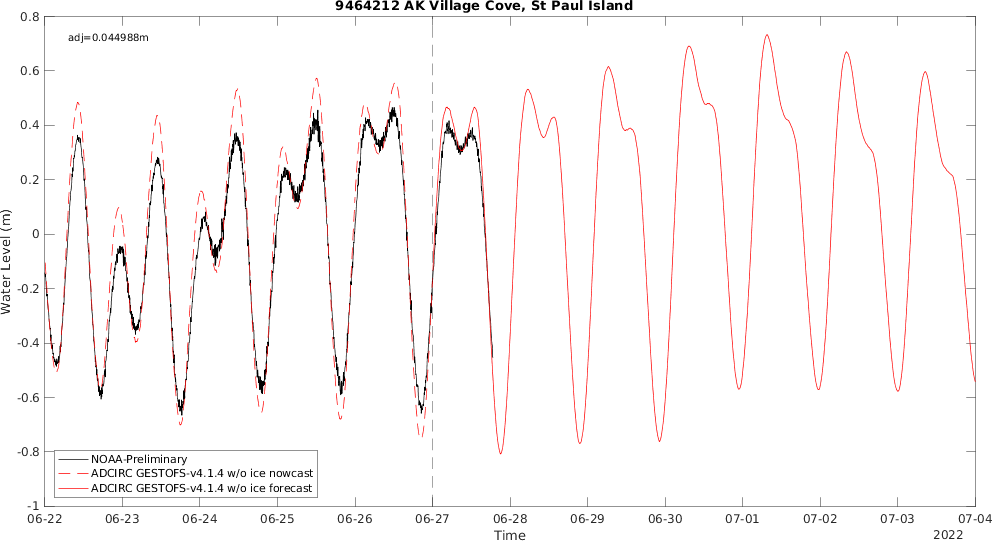 9464212 AK Village Cove, St Paul Island
adj=0.044988m
0.8
0.6
0.4
0.2
0
-0.2
-0.4
-0.6
-0.8
-1
Water Level (m)
NOAA-Preliminary
ADCIRC GESTOFS-v4.1.4 w/o ice nowcast
ADCIRC GESTOFS-v4.1.4 w/o ice forecast
06-22 06-23 06-24 06-25 06-26 06-27 06-28 06-29 06-30 07-01 07-02 07-03 07-04
Time
2022